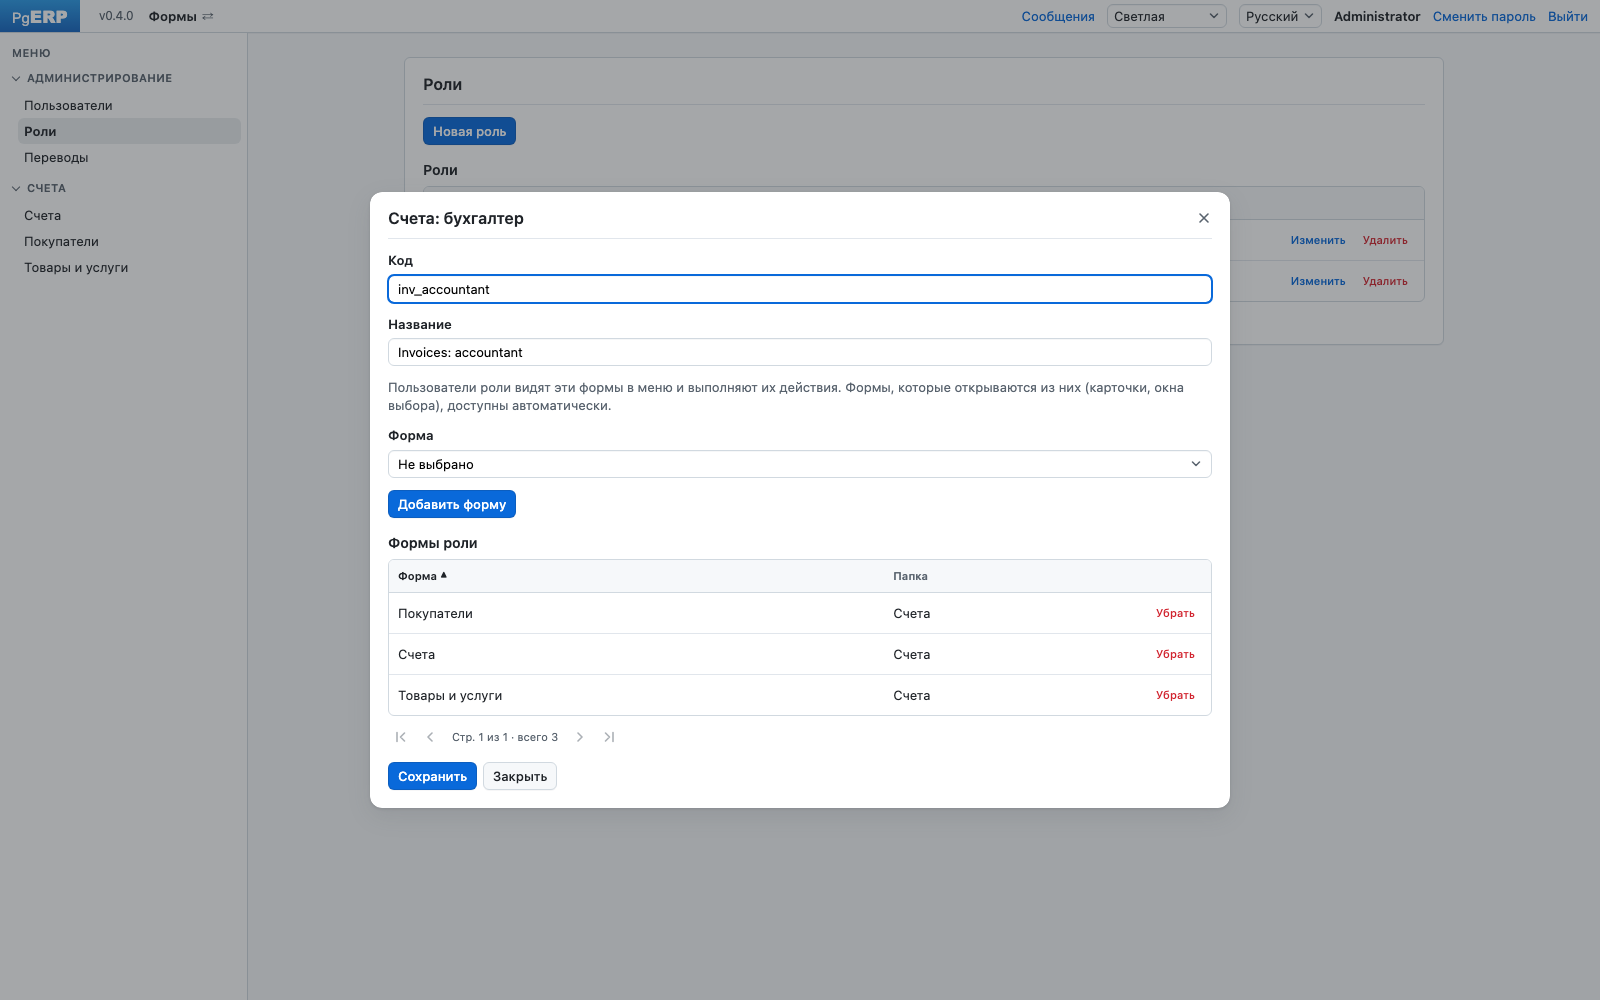 PgERP v0.4.0 Формы ⇄ Сообщения Светлая Русский Administrator Сменить пароль Выйти
МЕНЮ
АДМИНИСТРИРОВАНИЕ
Пользователи
Роли
Переводы
СЧЕТА
Счета
Покупатели
Товары и услуги
Роли
Новая роль
Роли
Изменить Удалить
Изменить Удалить
Счета: бухгалтер
Код
inv_accountant
Название
Invoices: accountant
Пользователи роли видят эти формы в меню и выполняют их действия. Формы, которые открываются из них (карточки, окна
выбора), доступны автоматически.
Форма
Не выбрано
Добавить форму
Формы роли
Форма ▲ Папка
Покупатели Счета Убрать
Счета Счета Убрать
Товары и услуги Счета Убрать
Стр. 1 из 1 · всего 3
Сохранить Закрыть